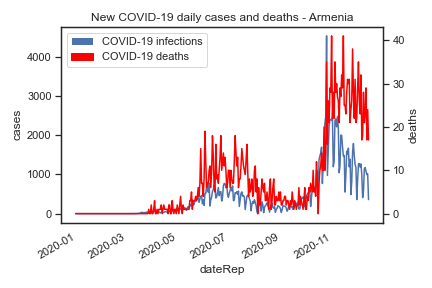 New COVID-19 daily cases and deaths - Armenia
COVID-19 infections
COVID-19 deaths
4000
3000
2000
1000
0
cases
40
30
20
10
0
deaths
2020-01
2020-03
2020-05
2020-07
2020-09
2020-11
dateRep